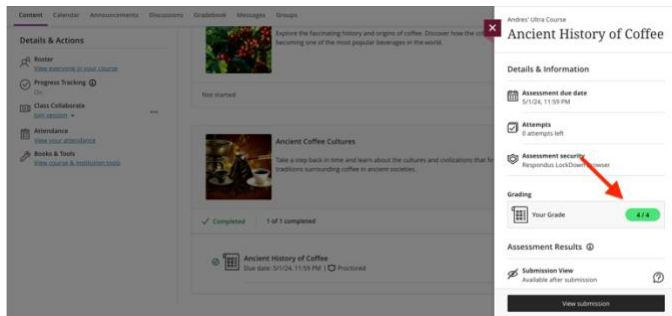 Content Calendar Announcements Discussions Gradebook Messages Groups
Details & Actions
Roster
View everyone in your course
Progress Tracking
On
Class Collaborate
Join session
Attendance
View your attendance
Books & Tools
View course & institution tools
Explore the fascinating history and origins of coffee. Discover how the
becoming one of the most popular beverages in the world.
Not started
Ancient Coffee Cultures
Take a step back in time and learn about the cultures and civilizations that
traditions surrounding coffee in ancient societies.
Completed 1 of 1 completed
Ancient History of Coffee
Due date: 5/1/24, 11:59 PM | Proctored
Andres' Ultra Course
Ancient History of Coffee
Details & Information
Assessment due date
5/1/24, 11:59 PM
Attempts
0 attempts left
Assessment security
Respondus LockDown Browser
Grading
Your Grade 4 / 4
Assessment Results
Submission View
Available after submission
View submission